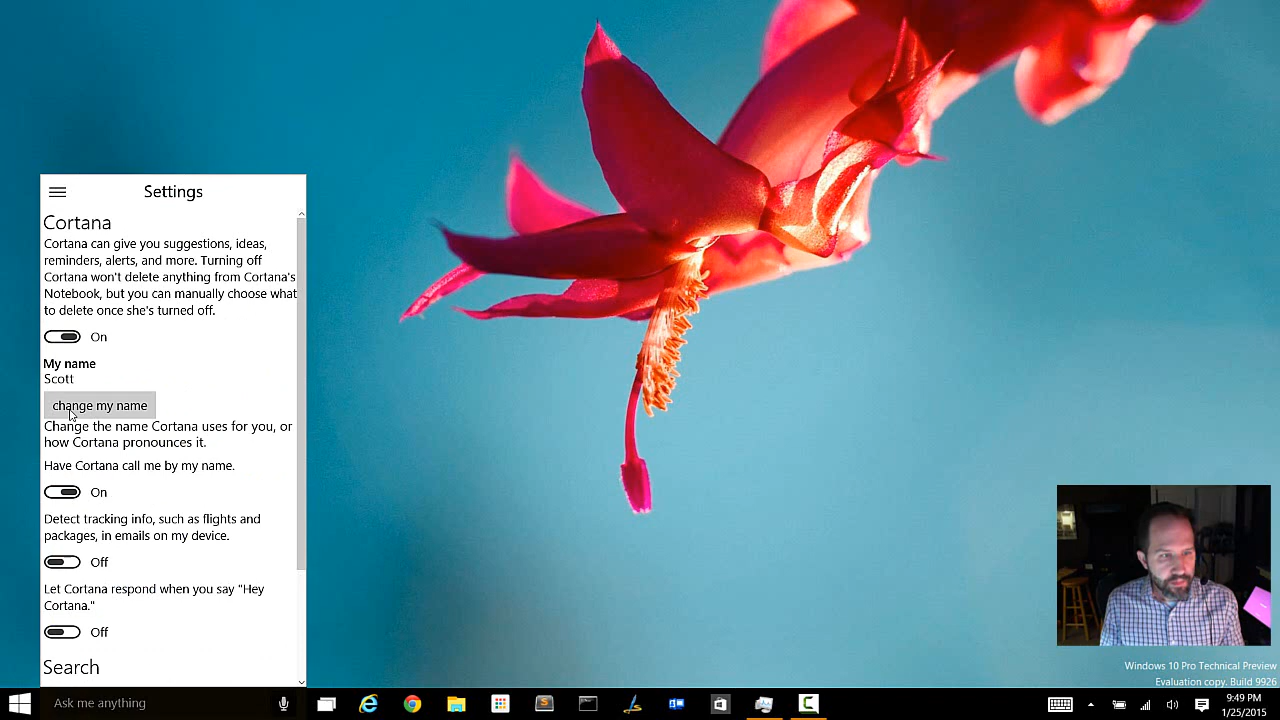 Settings
Cortana
Cortana can give you suggestions, ideas,
reminders, alerts, and more. Turning off
Cortana won't delete anything from Cortana's
Notebook, but you can manually choose what
to delete once she's turned off.
On
My name
Scott
change my name
Change the name Cortana uses for you, or
how Cortana pronounces it.
Have Cortana call me by my name.
On
Detect tracking info, such as flights and
packages, in emails on my device.
Off
Let Cortana respond when you say "Hey
Cortana."
Off
Search
Windows 10 Pro Technical Preview
Evaluation copy. Build 9926
Ask me anything
9:49 PM
1/25/2015